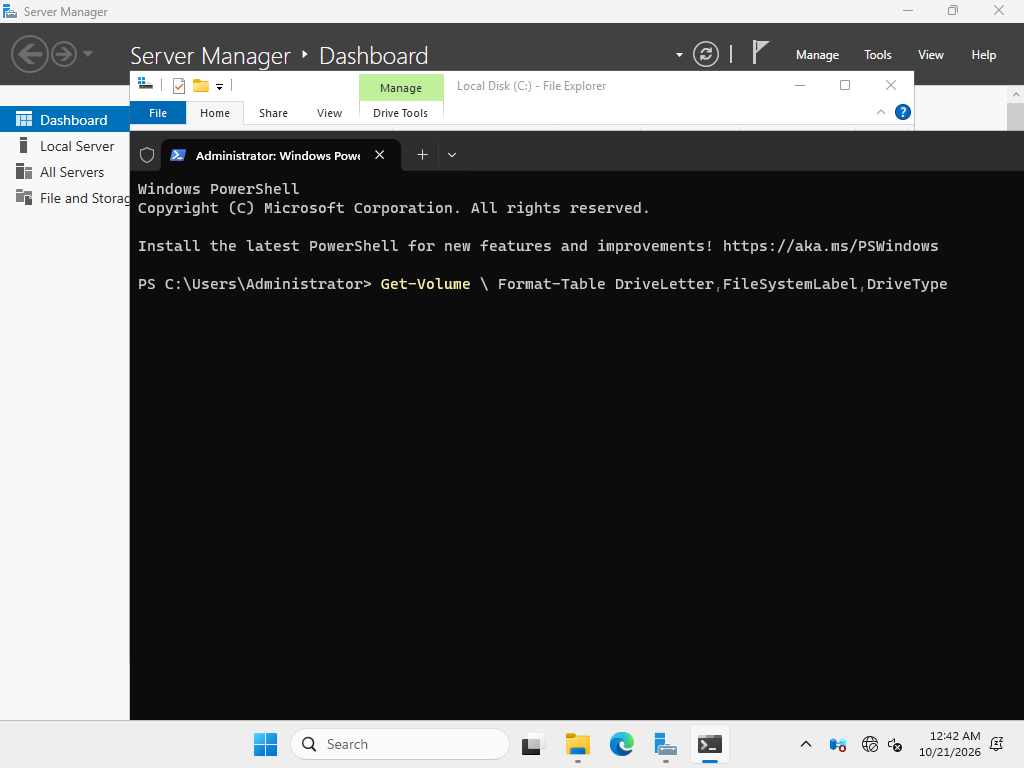 Server Manager
Server Manager ‣ Dashboard
Manage
Tools
View
Help
Manage
Local Disk (C:) - File Explorer
File
Home
Share
View
Drive Tools
Dashboard
Local Server
All Servers
File and Storag
Administrator: Windows Powe
Windows PowerShell
Copyright (C) Microsoft Corporation. All rights reserved.
Install the latest PowerShell for new features and improvements! https://aka.ms/PSWindows
PS C:\Users\Administrator> Get-Volume \ Format-Table DriveLetter,FileSystemLabel,DriveType
Search
12:42 AM
10/21/2026